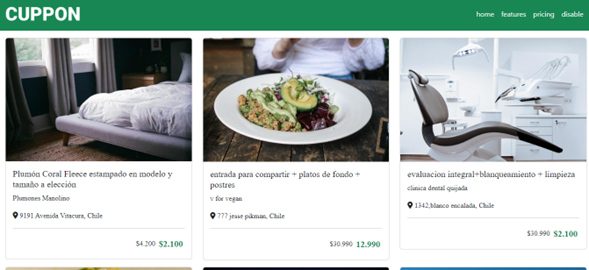 CUPPON
home features pricing disable
Plumón Coral Fleece estampado en modelo y
tamaño a elección
Plumones Manolino
9191 Avenida Vitacura, Chile
$4.200 $2.100
entrada para compartir + platos de fondo +
postres
v for vegan
777 jesse pikman, Chile
$30.990 12.990
evaluacion integral+blanqueamiento + limpieza
clinica dental quijada
1342,blanco encalada, Chile
$30.990 $2.100